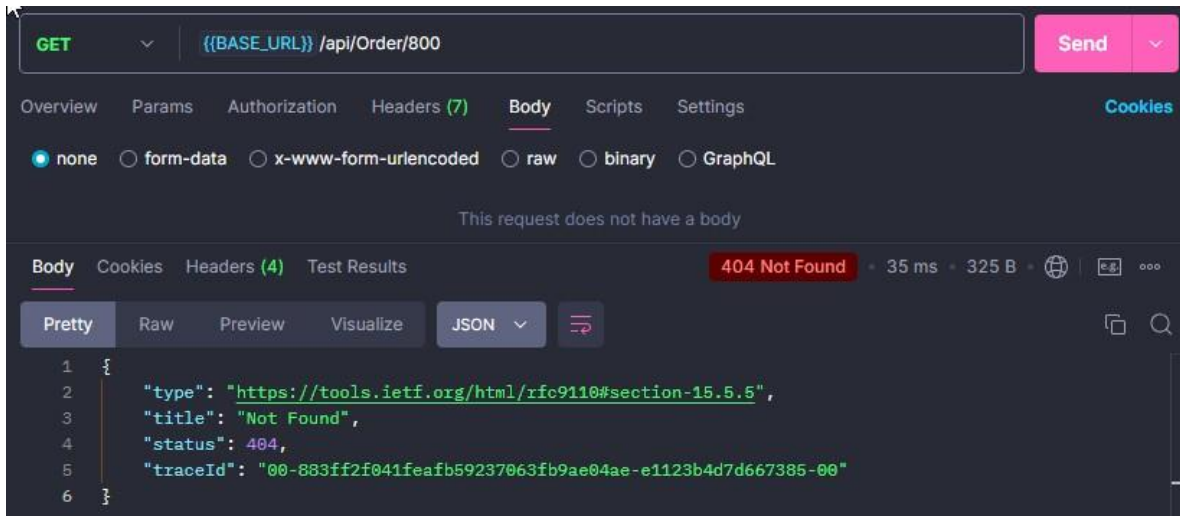 GET {{BASE_URL}} /api/Order/800 Send
Overview Params Authorization Headers (7) Body Scripts Settings Cookies
none form-data x-www-form-urlencoded raw binary GraphQL
This request does not have a body
Body Cookies Headers (4) Test Results 404 Not Found • 35 ms • 325 B • e.g. ooo
Pretty Raw Preview Visualize JSON
1 {
2 "type": "https://tools.ietf.org/html/rfc9110#section-15.5.5",
3 "title": "Not Found",
4 "status": 404,
5 "traceId": "00-883ff2f041feafb59237063fb9ae04ae-e1123b4d7d667385-00"
6 }